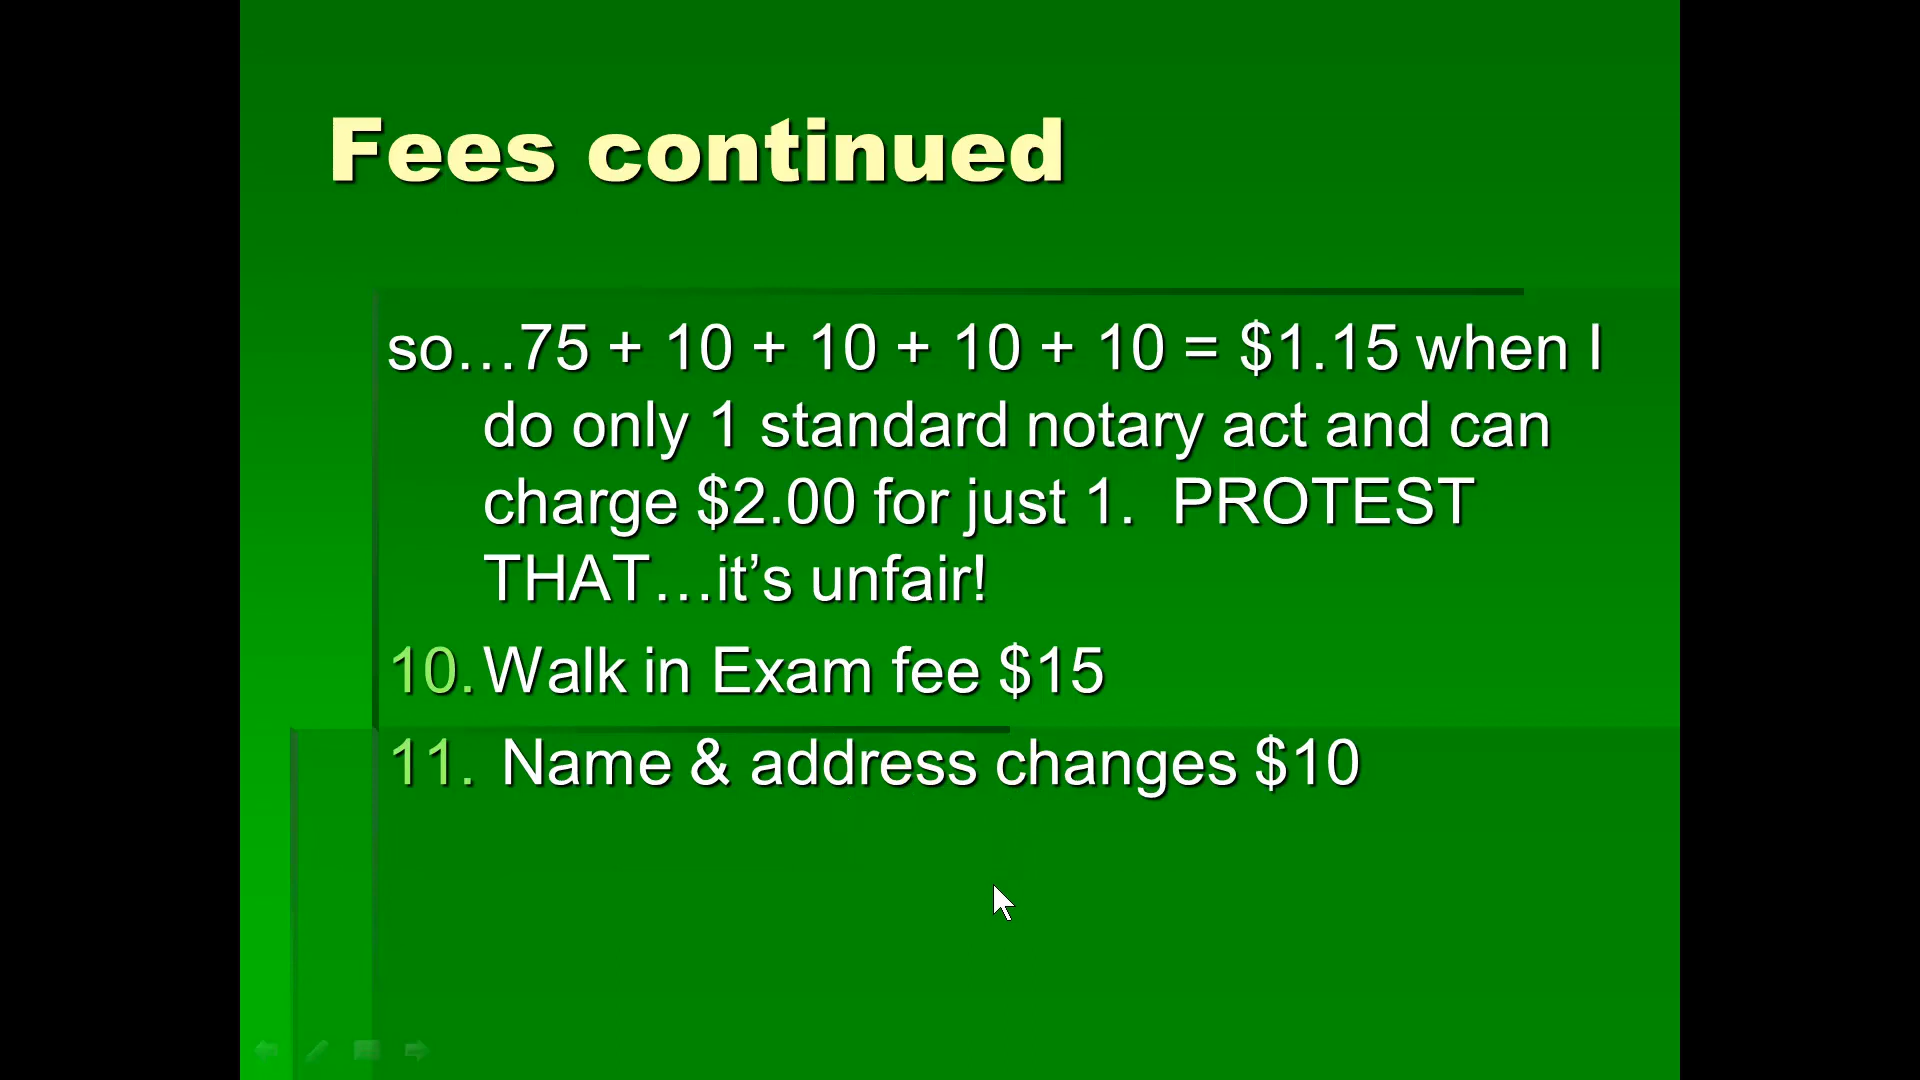 Fees continued
so…75 + 10 + 10 + 10 + 10 = $1.15 when I
do only 1 standard notary act and can
charge $2.00 for just 1.  PROTEST
THAT…it’s unfair!
10. Walk in Exam fee $15
11. Name & address changes $10